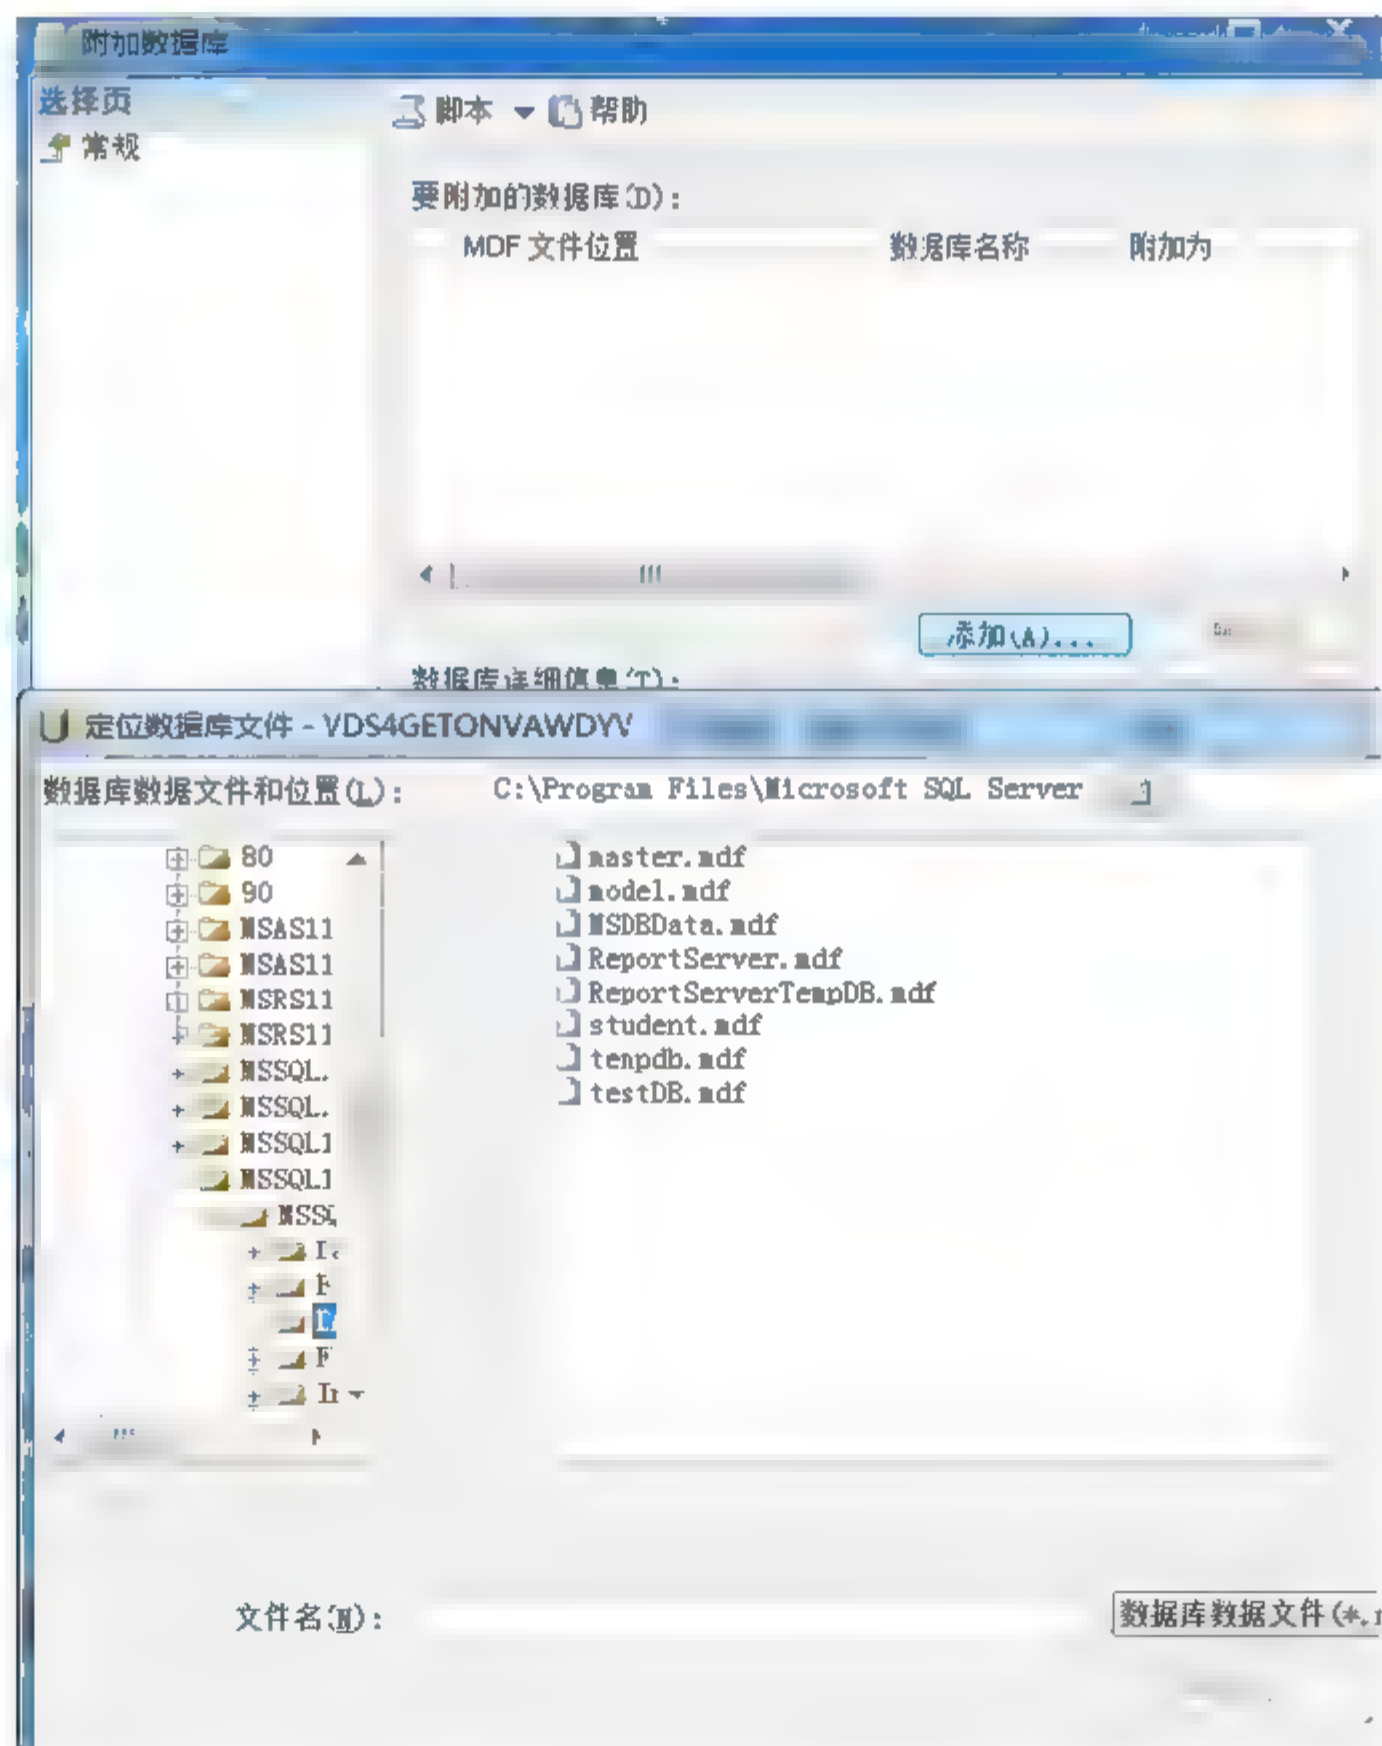 附加数据库
选择页
常规
脚本 帮助
要附加的数据库(D):
MDF 文件位置 数据库名称 附加为
添加(A)...
数据库详细信息(T):
定位数据库文件 - VDS4GETONVAWDYV
数据库数据文件和位置(L): C:\Program Files\Microsoft SQL Server
80
90
MSAS11
MSAS11
MSRS11
MSRS11
MSSQL.
MSSQL.
MSSQL1
MSSQL1
master.mdf
model.mdf
MSDBData.mdf
ReportServer.mdf
ReportServerTempDB.mdf
student.mdf
tempdb.mdf
testDB.mdf
文件名(N):
数据库数据文件(*.